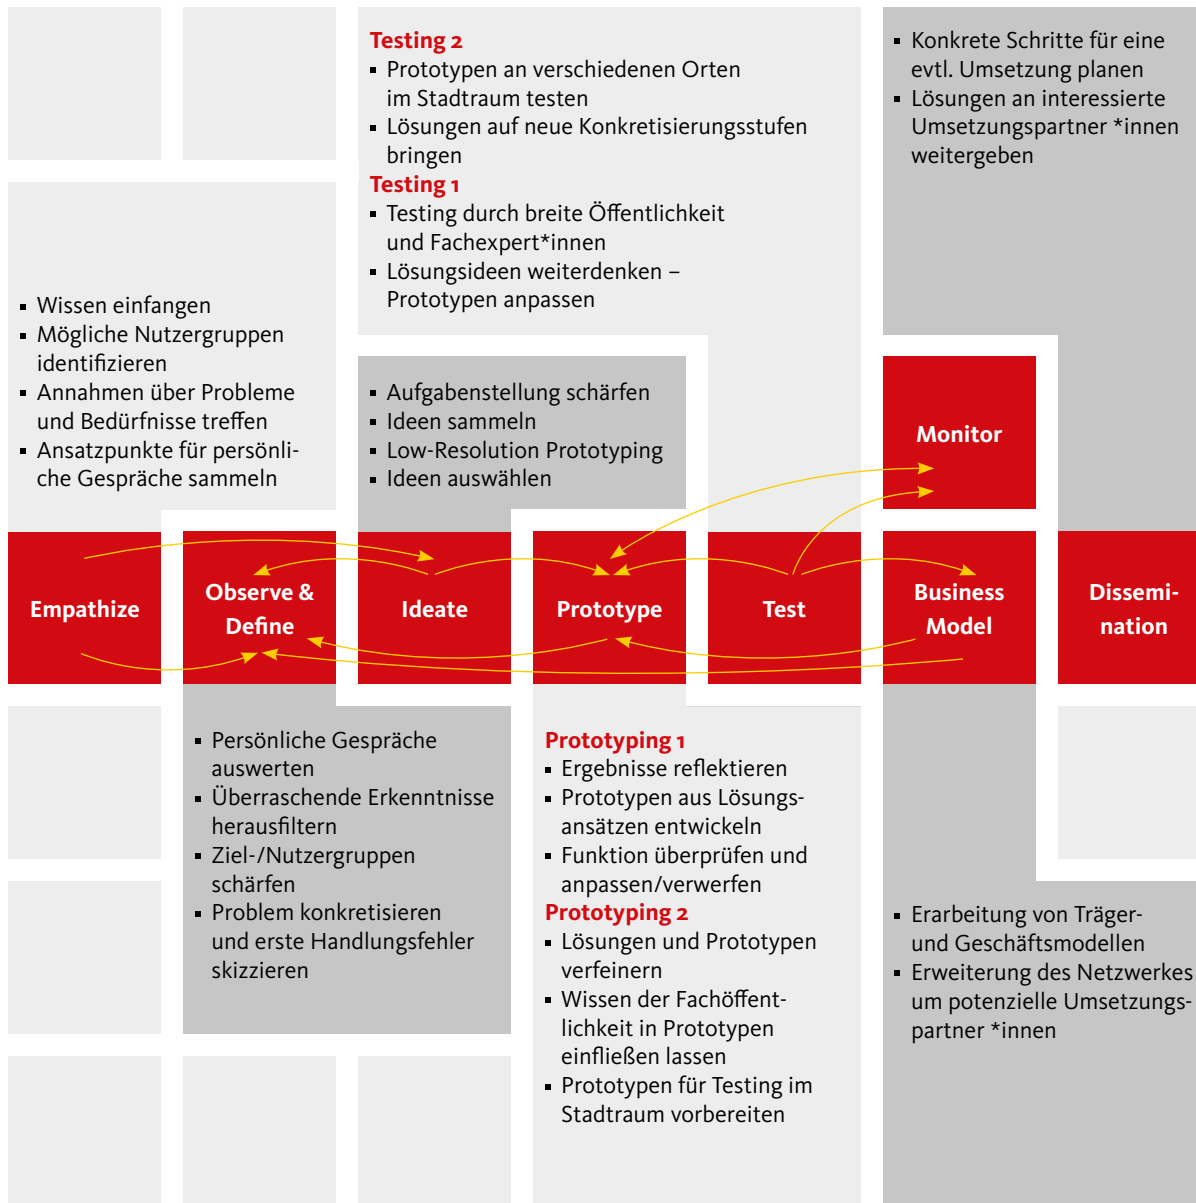 Testing 2
▪ Prototypen an verschiedenen Orten
im Stadtraum testen
▪ Lösungen auf neue Konkretisierungsstufen
bringen
Testing 1
▪ Testing durch breite Öffentlichkeit
und Fachexpert*innen
▪ Lösungsideen weiterdenken –
Prototypen anpassen
▪ Konkrete Schritte für eine
evtl. Umsetzung planen
▪ Lösungen an interessierte
Umsetzungspartner *innen
weitergeben
▪ Wissen einfangen
▪ Mögliche Nutzergruppen
identifizieren
▪ Annahmen über Probleme
und Bedürfnisse treffen
▪ Ansatzpunkte für persönli-
che Gespräche sammeln
▪ Aufgabenstellung schärfen
▪ Ideen sammeln
▪ Low-Resolution Prototyping
▪ Ideen auswählen
Monitor
Empathize
Observe &
Define
Ideate
Prototype
Test
Business
Model
Dissemi-
nation
▪ Persönliche Gespräche
auswerten
▪ Überraschende Erkenntnisse
herausfiltern
▪ Ziel-/Nutzergruppen
schärfen
▪ Problem konkretisieren
und erste Handlungsfehler
skizzieren
Prototyping 1
▪ Ergebnisse reflektieren
▪ Prototypen aus Lösungs-
ansätzen entwickeln
▪ Funktion überprüfen und
anpassen/verwerfen
Prototyping 2
▪ Lösungen und Prototypen
verfeinern
▪ Wissen der Fachöffent-
lichkeit in Prototypen
einfließen lassen
▪ Prototypen für Testing im
Stadtraum vorbereiten
▪ Erarbeitung von Träger-
und Geschäftsmodellen
▪ Erweiterung des Netzwerkes
um potenzielle Umsetzungs-
partner *innen